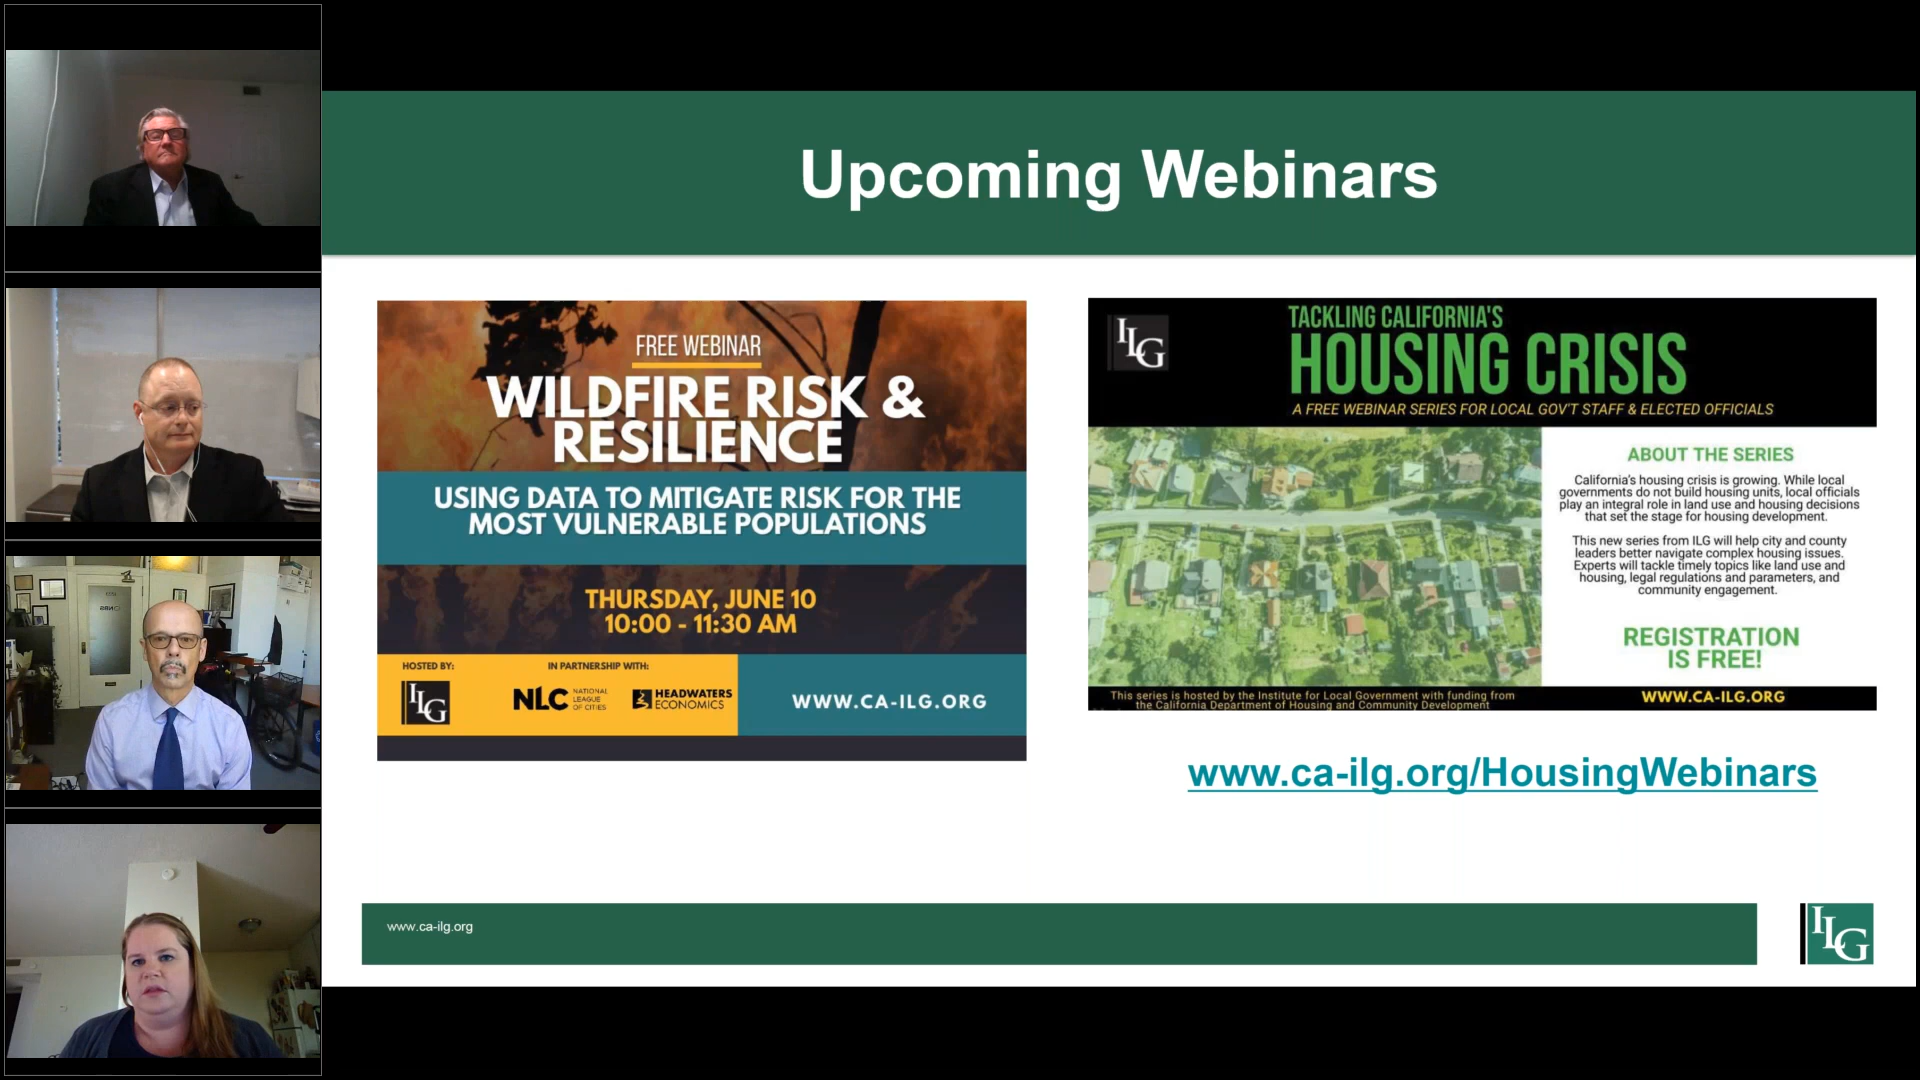 Upcoming Webinars
FREE WEBINAR
WILDFIRE RISK &
RESILIENCE
USING DATA TO MITIGATE RISK FOR THE
MOST VULNERABLE POPULATIONS
THURSDAY, JUNE 10
10:00 - 11:30 AM
HOSTED BY:
ILG
IN PARTNERSHIP WITH:
NLC NATIONAL LEAGUE OF CITIES
HEADWATERS
ECONOMICS
WWW.CA-ILG.ORG
ILG
TACKLING CALIFORNIA'S
HOUSING CRISIS
A FREE WEBINAR SERIES FOR LOCAL GOV'T STAFF & ELECTED OFFICIALS
ABOUT THE SERIES
California's housing crisis is growing. While local
governments do not build housing units, local officials
play an integral role in land use and housing decisions
that set the stage for housing development.
This new series from ILG will help city and county
leaders better navigate complex housing issues.
Experts will tackle timely topics like land use and
housing, legal regulations and parameters, and
community engagement.
REGISTRATION
IS FREE!
This series is hosted by the Institute for Local Government with funding from
the California Department of Housing and Community Development
WWW.CA-ILG.ORG
www.ca-ilg.org/HousingWebinars
www.ca-ilg.org
ILG